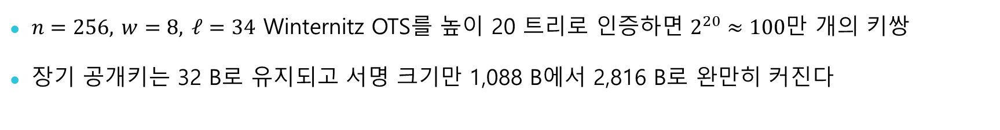 • n = 256, w = 8, ℓ = 34 Winternitz OTS를 높이 20 트리로 인증하면 2²⁰ ≈ 100만 개의 키쌍
• 장기 공개키는 32 B로 유지되고 서명 크기만 1,088 B에서 2,816 B로 완만히 커진다